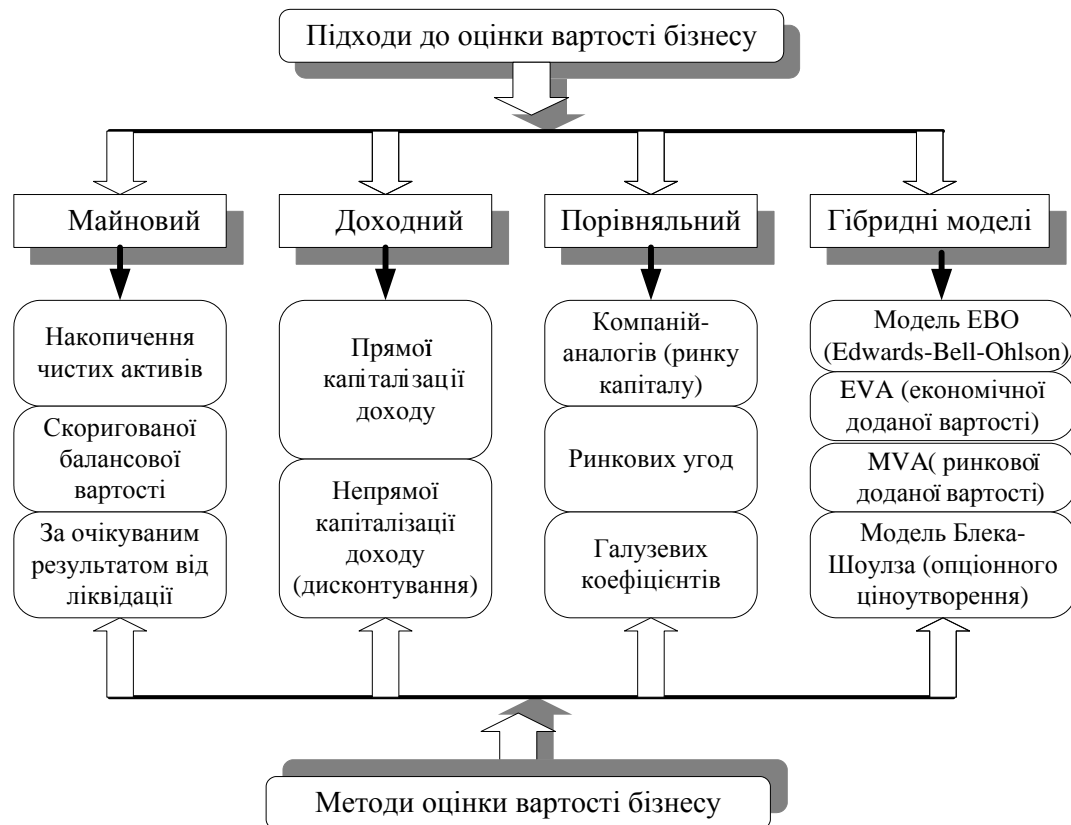 Підходи до оцінки вартості бізнесу
Майновий
Доходний
Порівняльний
Гібридні моделі
Накопичення
чистих активів
Скоригованої
балансової
вартості
За очікуваним
результатом від
ліквідації
Прямої
капіталізації
доходу
Непрямої
капіталізації
доходу
(дисконтування)
Компаній-
аналогів (ринку
капіталу)
Ринкових угод
Галузевих
коефіцієнтів
Модель EBO
(Edwards-Bell-Ohlson)
EVA (економічної
доданої вартості)
MVA( ринкової
доданої вартості)
Модель Блека-
Шоулза (опціонного
ціноутворення)
Методи оцінки вартості бізнесу